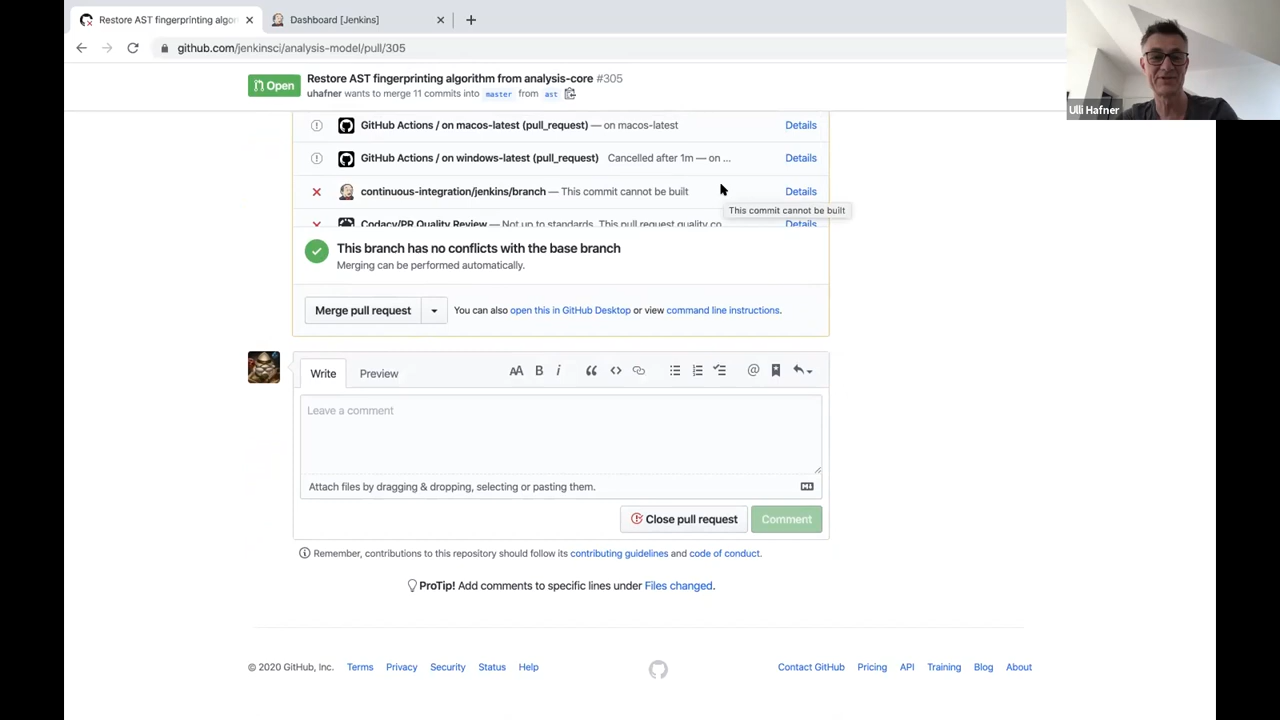 Restore AST fingerprinting algor
Dashboard [Jenkins]
github.com/jenkinsci/analysis-model/pull/305
Ulli Hafner
Open
Restore AST fingerprinting algorithm from analysis-core #305
uhafner wants to merge 11 commits into master from ast
GitHub Actions / on macos-latest (pull_request) — on macos-latest Details
GitHub Actions / on windows-latest (pull_request) Cancelled after 1m — on ... Details
continuous-integration/jenkins/branch — This commit cannot be built Details
This commit cannot be built
Codacy/PR Quality Review — Not up to standards. This pull request quality co... Details
This branch has no conflicts with the base branch
Merging can be performed automatically.
Merge pull request
You can also open this in GitHub Desktop or view command line instructions.
Write Preview
Leave a comment
Attach files by dragging & dropping, selecting or pasting them.
Close pull request Comment
Remember, contributions to this repository should follow its contributing guidelines and code of conduct.
ProTip! Add comments to specific lines under Files changed.
© 2020 GitHub, Inc. Terms Privacy Security Status Help Contact GitHub Pricing API Training Blog About